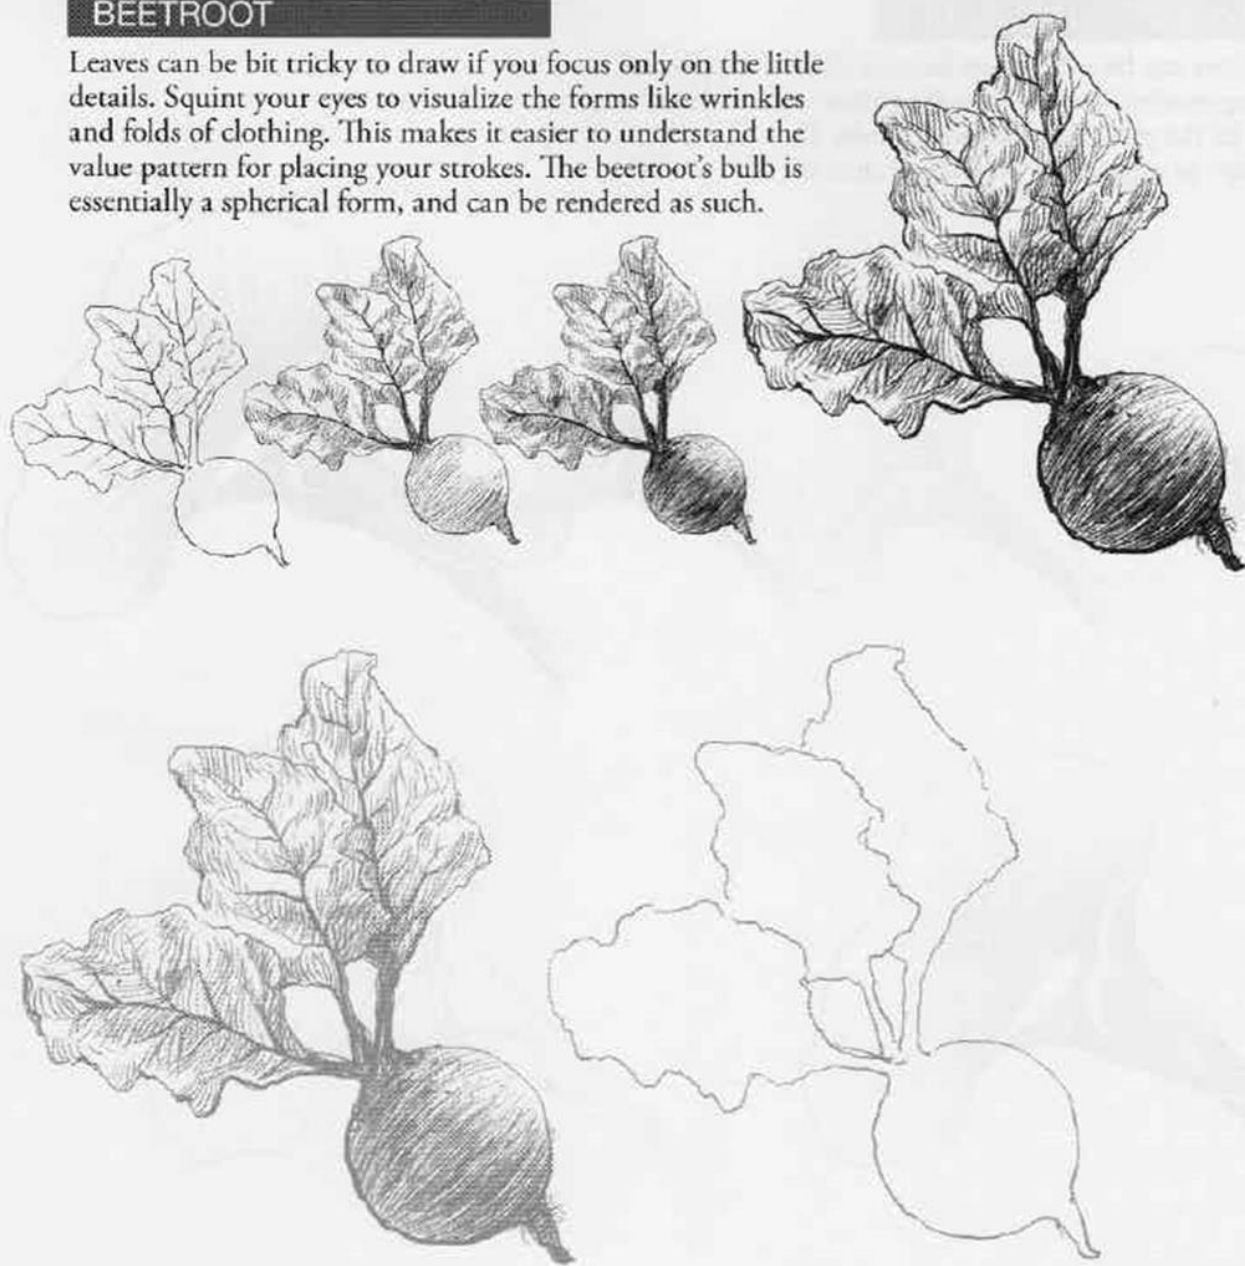 BEETROOT
Leaves can be bit tricky to draw if you focus only on the little
details. Squint your eyes to visualize the forms like wrinkles
and folds of clothing. This makes it easier to understand the
value pattern for placing your strokes. The beetroot's bulb is
essentially a spherical form, and can be rendered as such.